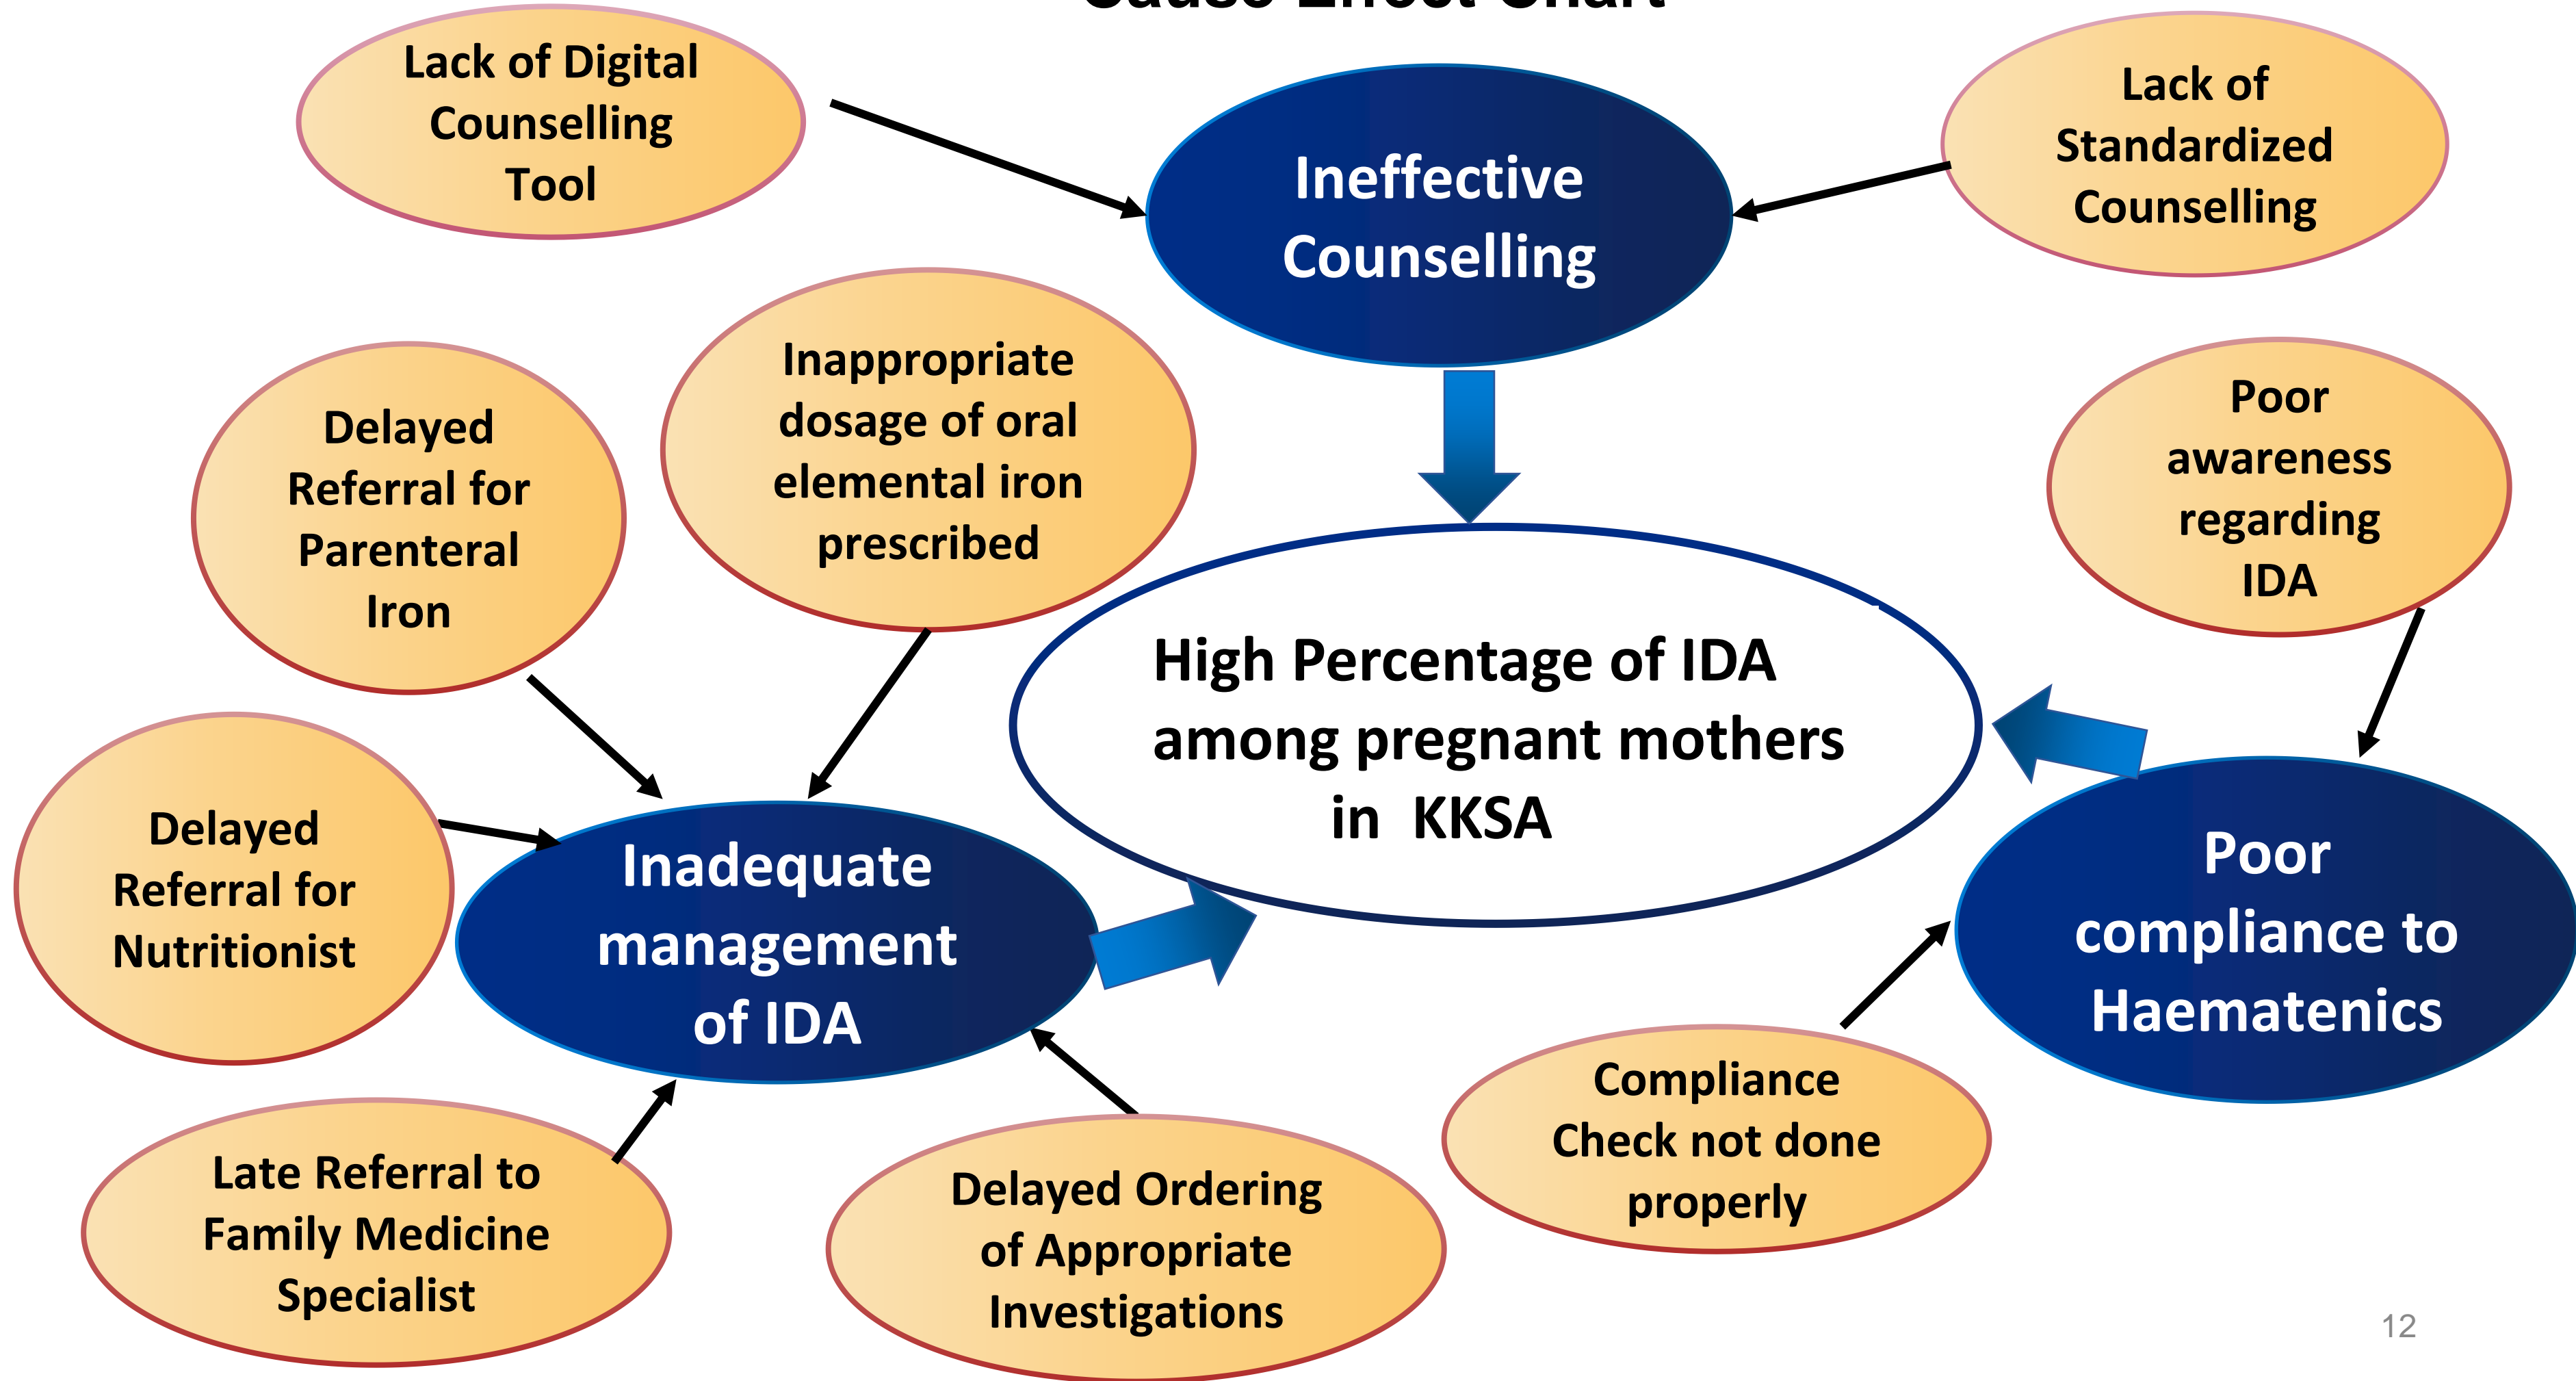 Cause Effect Chart
Lack of Digital
Counselling
Tool
Ineffective
Counselling
Lack of
Standardized
Counselling
Delayed
Referral for
Parenteral
Iron
Inappropriate
dosage of oral
elemental iron
prescribed
Poor
awareness
regarding
IDA
High Percentage of IDA
among pregnant mothers
in KKSA
Delayed
Referral for
Nutritionist
Inadequate
management
of IDA
Poor
compliance to
Haematenics
Late Referral to
Family Medicine
Specialist
Delayed Ordering
of Appropriate
Investigations
Compliance
Check not done
properly
12